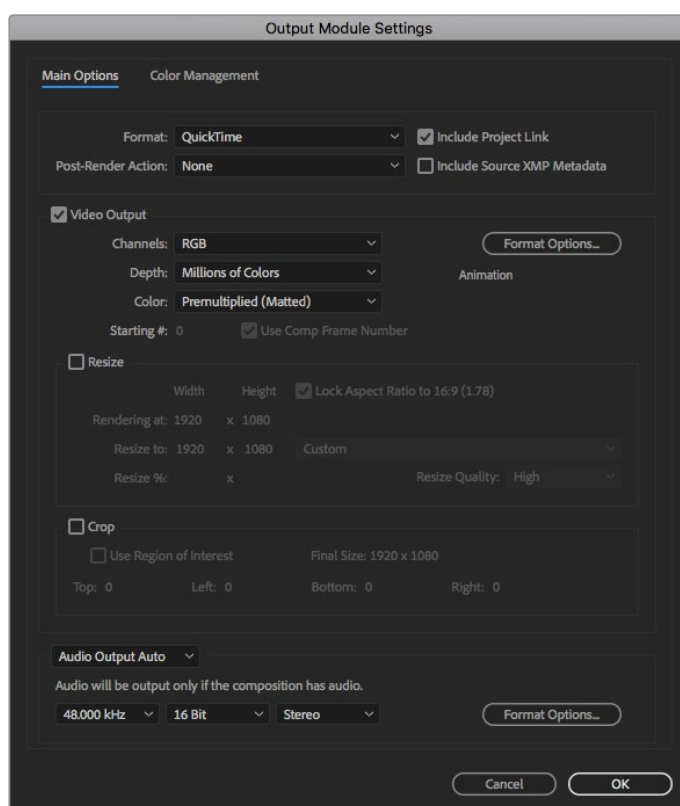 Output Module Settings
Main Options Color Management
Format: QuickTime Include Project Link
Post-Render Action: None Include Source XMP Metadata
Video Output
Channels: RGB Format Options...
Depth: Millions of Colors Animation
Color: Premultiplied (Matted)
Starting #: 0 Use Comp Frame Number
Resize
Width Height Lock Aspect Ratio to 16:9 (1.78)
Rendering at: 1920 x 1080
Resize to: 1920 x 1080 Custom
Resize %: x Resize Quality: High
Crop
Use Region of Interest Final Size: 1920 x 1080
Top: 0 Left: 0 Bottom: 0 Right: 0
Audio Output Auto
Audio will be output only if the composition has audio.
48.000 kHz 16 Bit Stereo Format Options...
Cancel OK